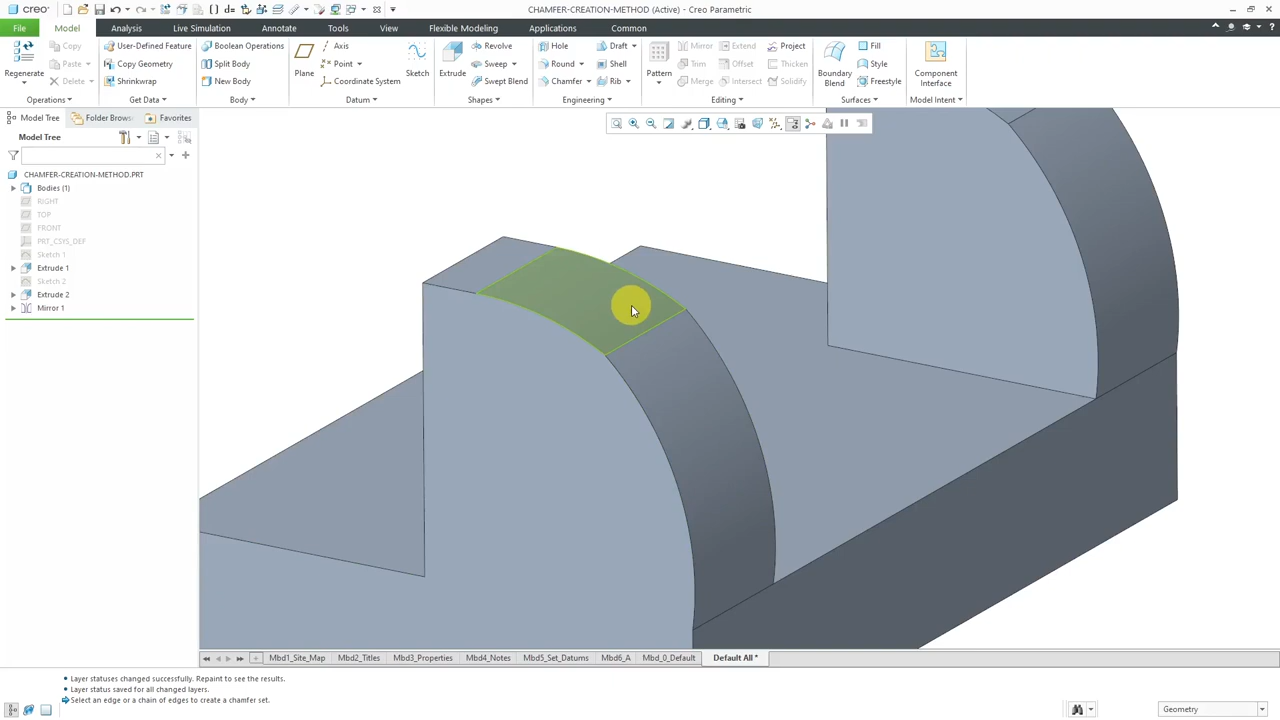 creo
CHAMFER-CREATION-METHOD (Active) - Creo Parametric
File Model Analysis Live Simulation Annotate Tools View Flexible Modeling Applications Common
Copy User-Defined Feature Boolean Operations Axis Revolve Hole Draft Mirror Extend Project Fill
Regenerate Paste Copy Geometry Split Body Plane Point Sketch Extrude Sweep Round Shell Pattern Trim Offset Thicken Boundary Blend Style Component Interface
Delete Shrinkwrap New Body Coordinate System Swept Blend Chamfer Rib Merge Intersect Solidify Freestyle
Operations Get Data Body Datum Shapes Engineering Editing Surfaces Model Intent
Model Tree Folder Brows Favorites
Model Tree
CHAMFER-CREATION-METHOD.PRT
Bodies (1)
RIGHT
TOP
FRONT
PRT_CSYS_DEF
Sketch 1
Extrude 1
Sketch 2
Extrude 2
Mirror 1
Mbd1_Site_Map Mbd2_Titles Mbd3_Properties Mbd4_Notes Mbd5_Set_Datums Mbd6_A Mbd_0_Default Default All *
• Layer statuses changed successfully. Repaint to see the results.
• Layer status saved for all changed layers.
Select an edge or a chain of edges to create a chamfer set.
Geometry